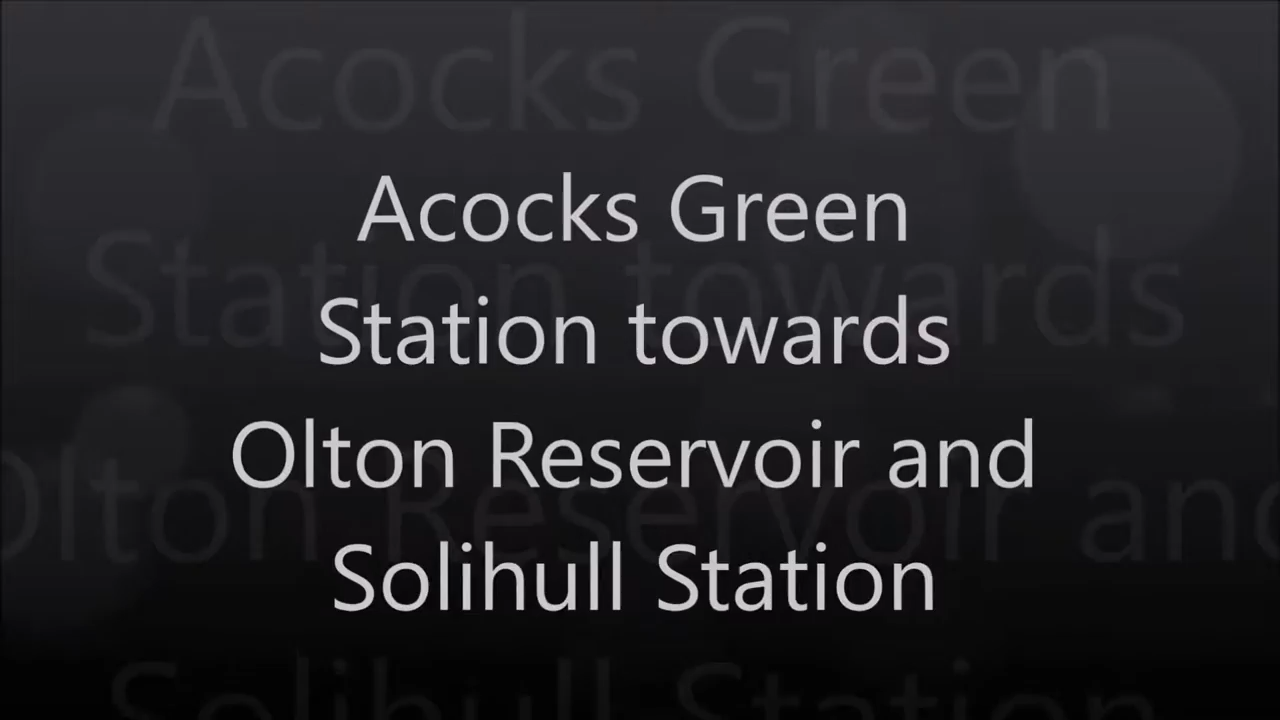 Acocks Green
Station towards
Olton Reservoir and
Solihull Station